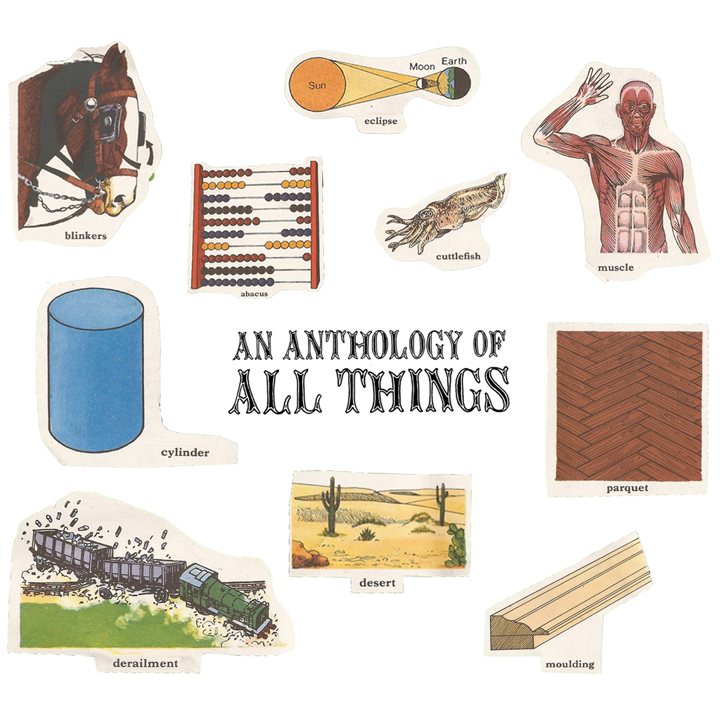 Sun
Moon
Earth
eclipse
blinkers
abacus
cuttlefish
muscle
AN ANTHOLOGY OF
ALL THINGS
cylinder
parquet
desert
derailment
moulding